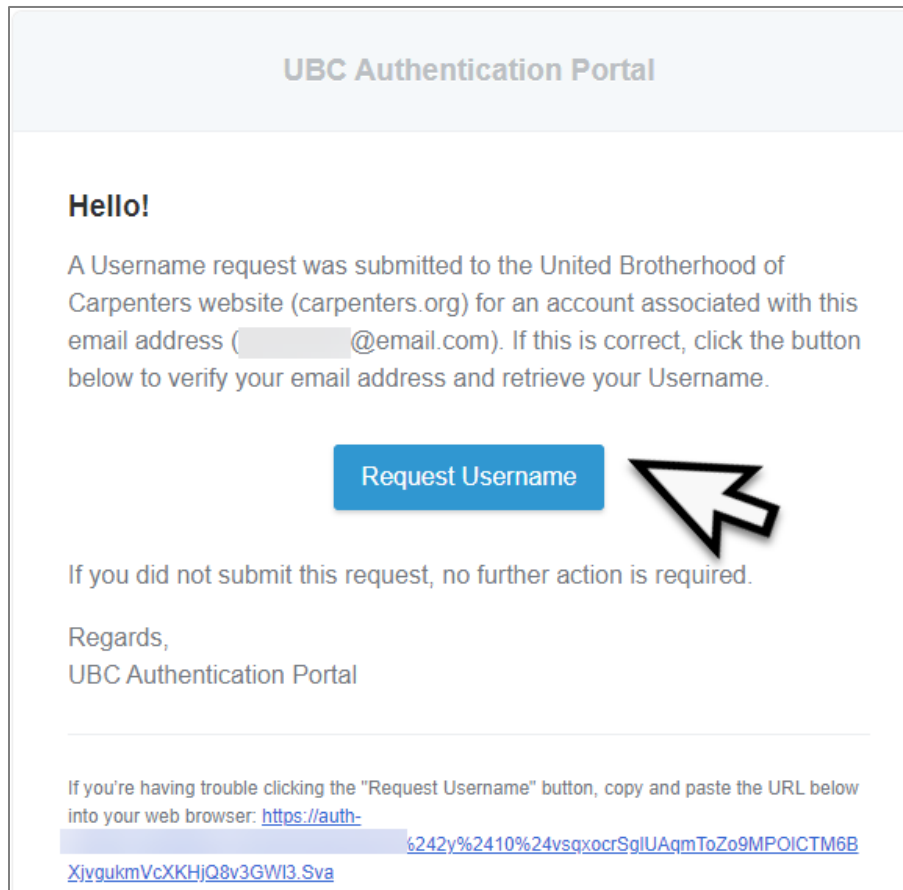 UBC Authentication Portal
Hello!
A Username request was submitted to the United Brotherhood of
Carpenters website (carpenters.org) for an account associated with this
email address ( @email.com). If this is correct, click the button
below to verify your email address and retrieve your Username.
Request Username
If you did not submit this request, no further action is required.
Regards,
UBC Authentication Portal
If you're having trouble clicking the "Request Username" button, copy and paste the URL below
into your web browser: https://auth-
%242y%2410%24vsqxocrSglUAqmToZo9MPOlCTM6B
XjvgukmVcXKHjQ8v3GWI3.Sva